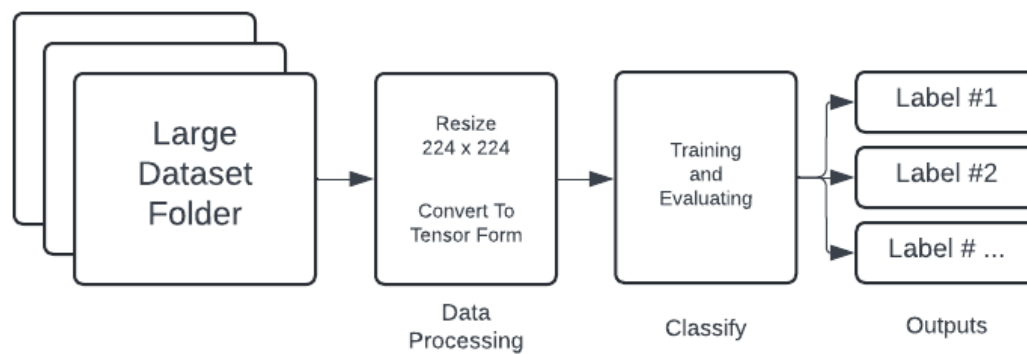 Large
Dataset
Folder
Resize
224 x 224
Convert To
Tensor Form
Data
Processing
Training
and
Evaluating
Classify
Label #1
Label #2
Label # ...
Outputs